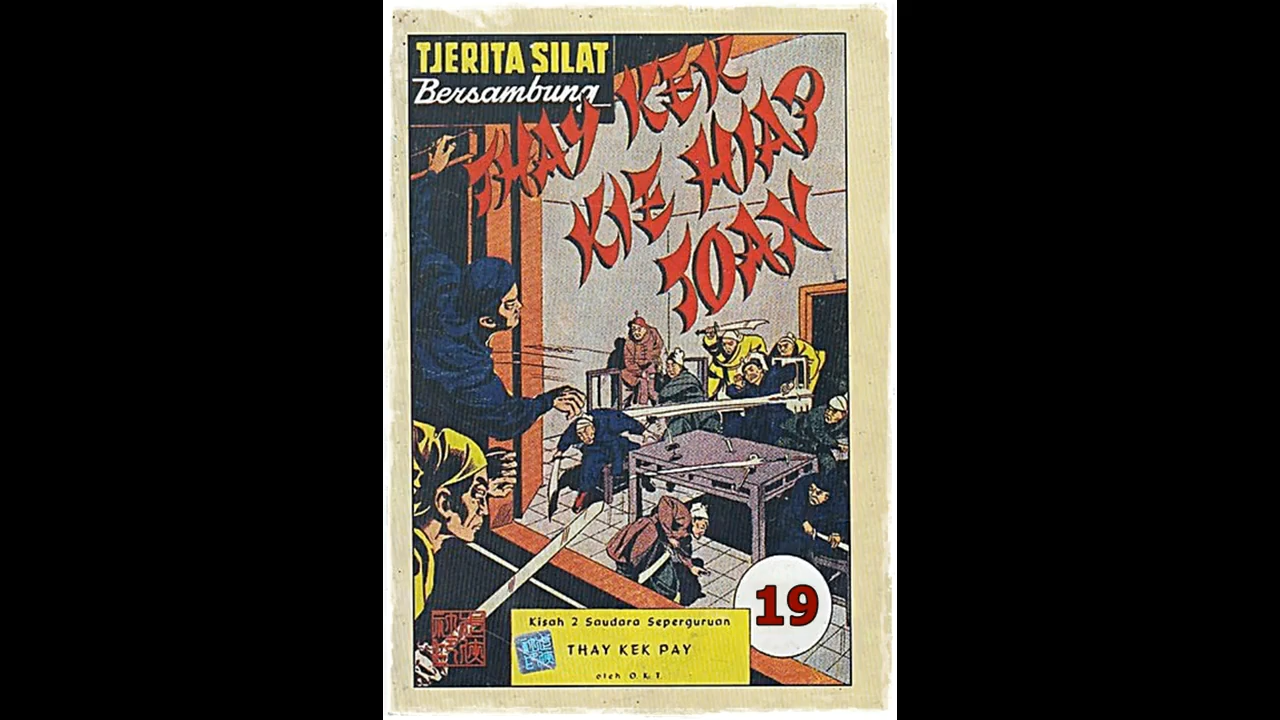 TJERITA SILAT
Bersambung
THAY KEK
KIE HIAP
TOAN
19
Kisah 2 Saudara Seperguruan
THAY KEK PAY
oleh O.K.T.